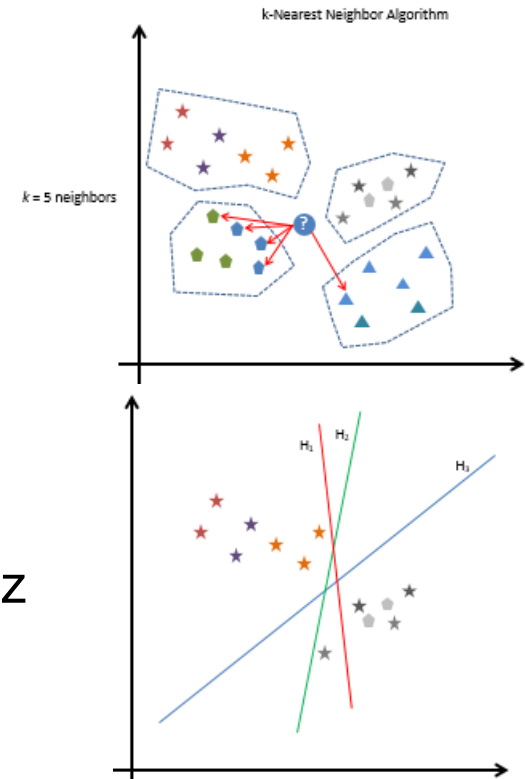 k-Nearest Neighbor Algorithm
k = 5 neighbors
?
H₁
H₂
H₃
Z